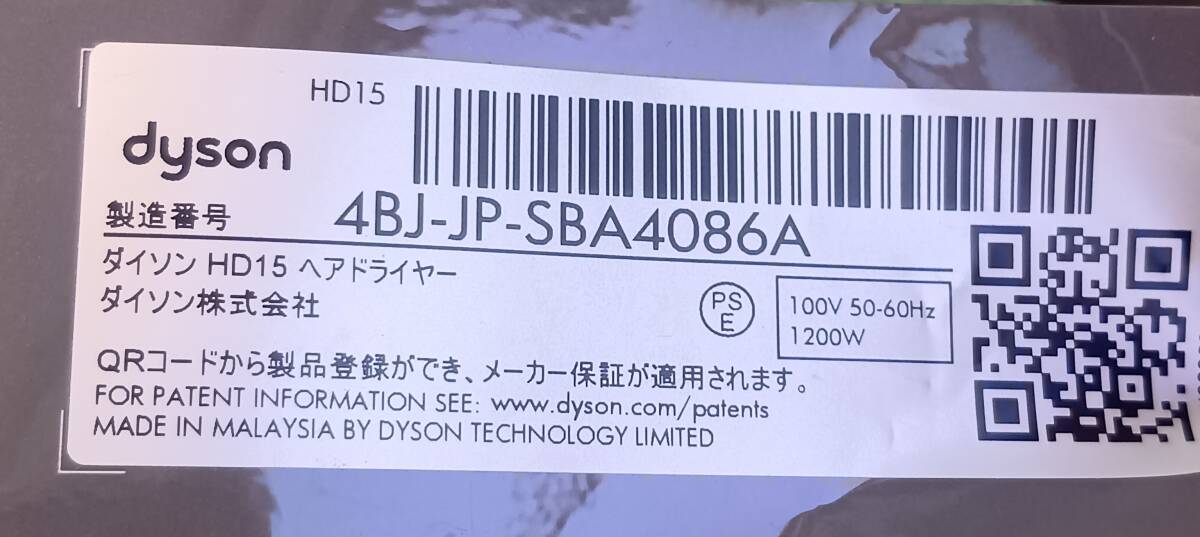 HD15
dyson
製造番号 4BJ-JP-SBA4086A
ダイソン HD15 ヘアドライヤー
ダイソン株式会社
PS
E
100V 50-60Hz
1200W
QRコードから製品登録ができ、メーカー保証が適用されます。
FOR PATENT INFORMATION SEE: www.dyson.com/patents
MADE IN MALAYSIA BY DYSON TECHNOLOGY LIMITED